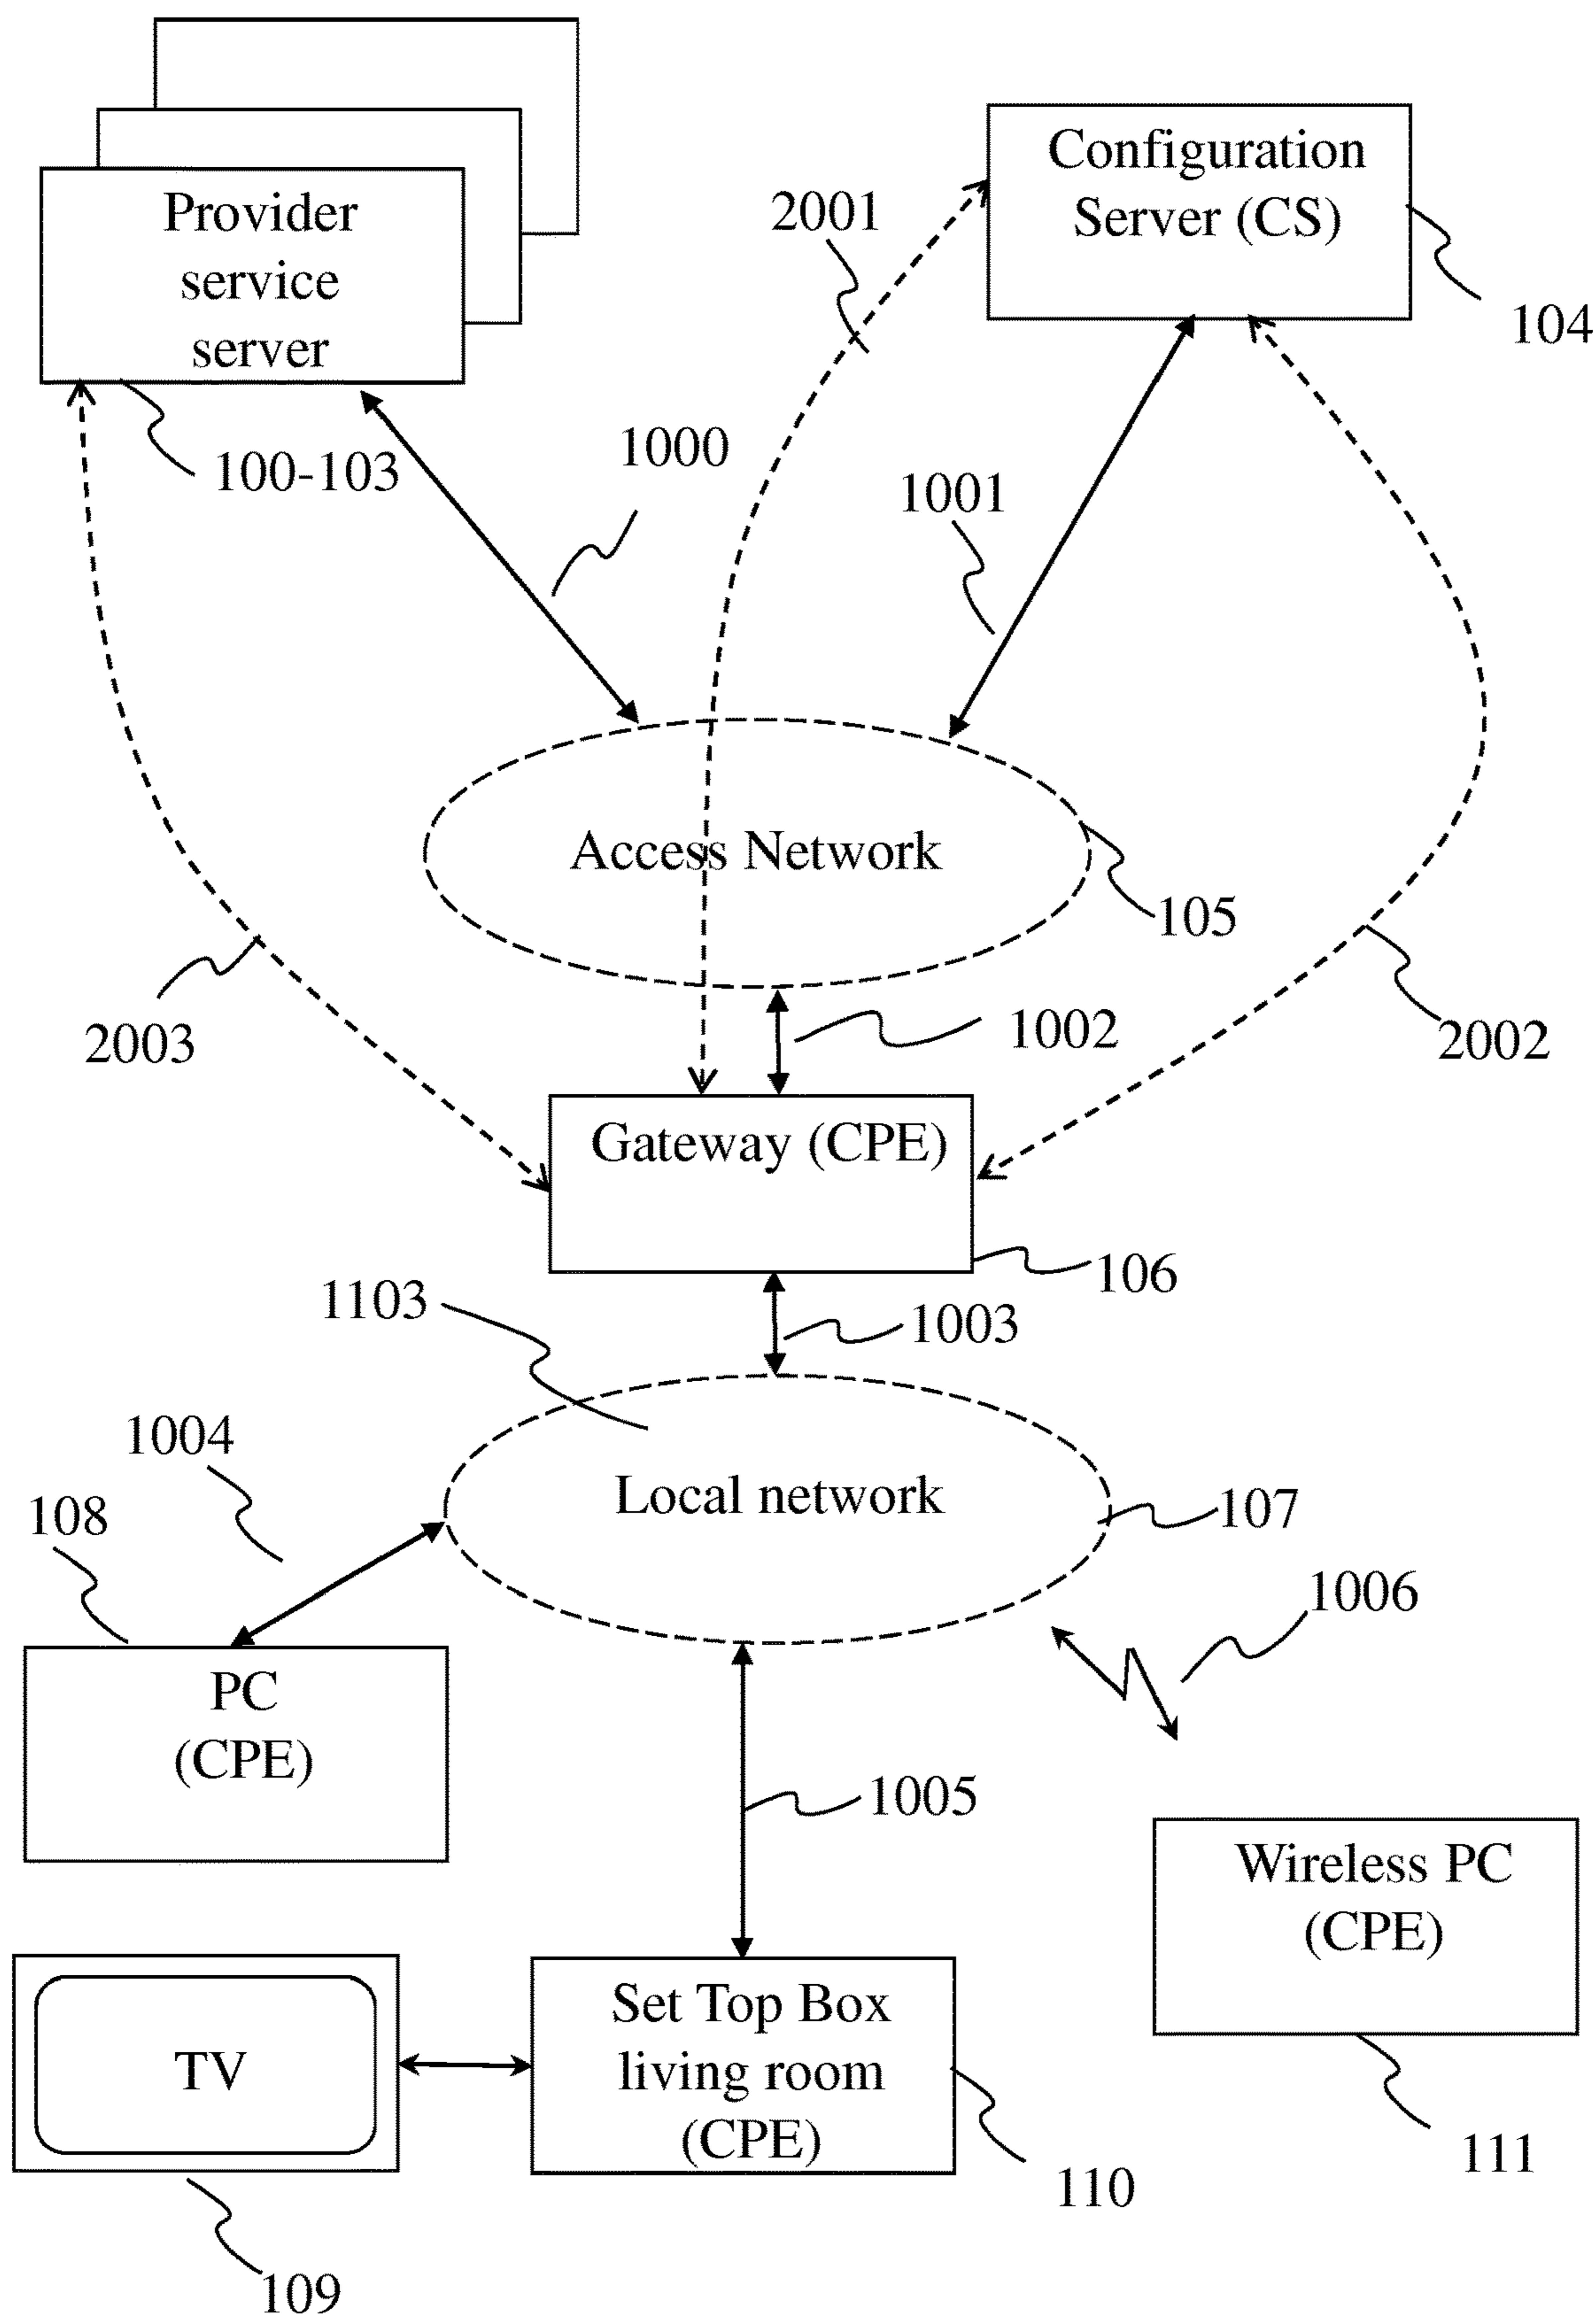 Provider
service
server
Configuration
Server (CS)
2001
104
1000
100-103
1001
Access Network
105
2003
1002
2002
Gateway (CPE)
106
1103
1003
1004
Local network
108
107
1006
PC
(CPE)
1005
Wireless PC
(CPE)
Set Top Box
living room
(CPE)
TV
111
110
109